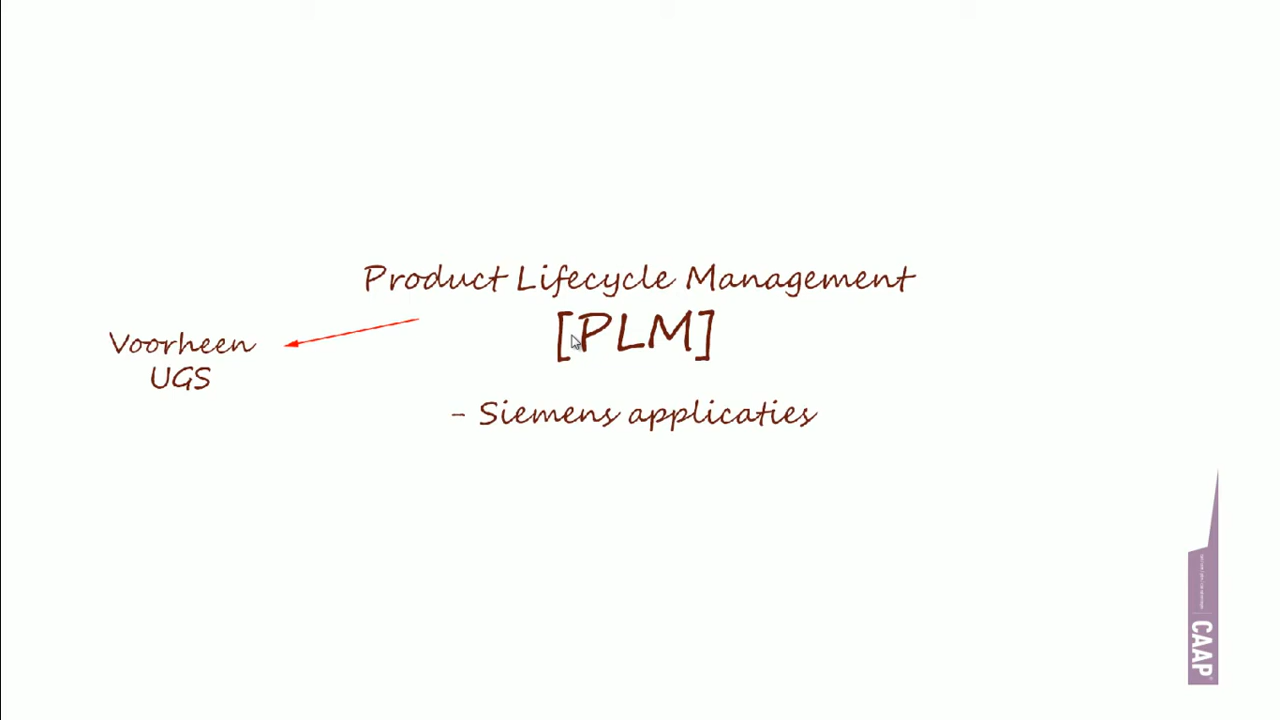 Product Lifecycle Management
[PLM]
Voorheen
UGS
- Siemens applicaties
CAAP